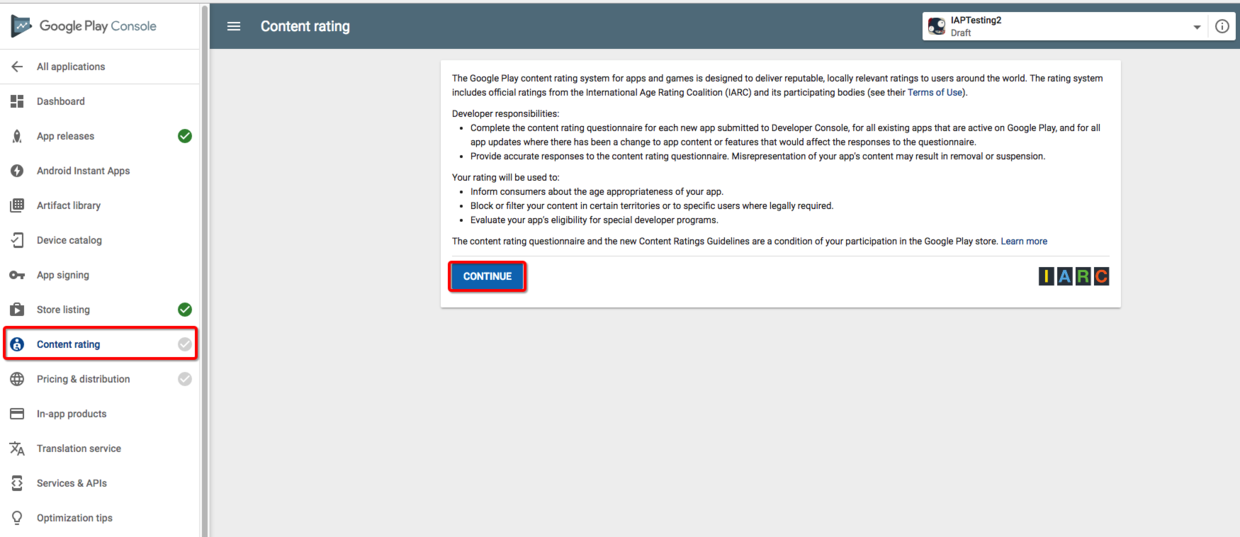 Google Play Console
All applications
Dashboard
App releases
Android Instant Apps
Artifact library
Device catalog
App signing
Store listing
Content rating
Pricing & distribution
In-app products
Translation service
Services & APIs
Optimization tips
Content rating
IAPTesting2
Draft
The Google Play content rating system for apps and games is designed to deliver reputable, locally relevant ratings to users around the world. The rating system
includes official ratings from the International Age Rating Coalition (IARC) and its participating bodies (see their Terms of Use).
Developer responsibilities:
• Complete the content rating questionnaire for each new app submitted to Developer Console, for all existing apps that are active on Google Play, and for all
app updates where there has been a change to app content or features that would affect the responses to the questionnaire.
• Provide accurate responses to the content rating questionnaire. Misrepresentation of your app's content may result in removal or suspension.
Your rating will be used to:
• Inform consumers about the age appropriateness of your app.
• Block or filter your content in certain territories or to specific users where legally required.
• Evaluate your app's eligibility for special developer programs.
The content rating questionnaire and the new Content Ratings Guidelines are a condition of your participation in the Google Play store. Learn more
CONTINUE
IARC